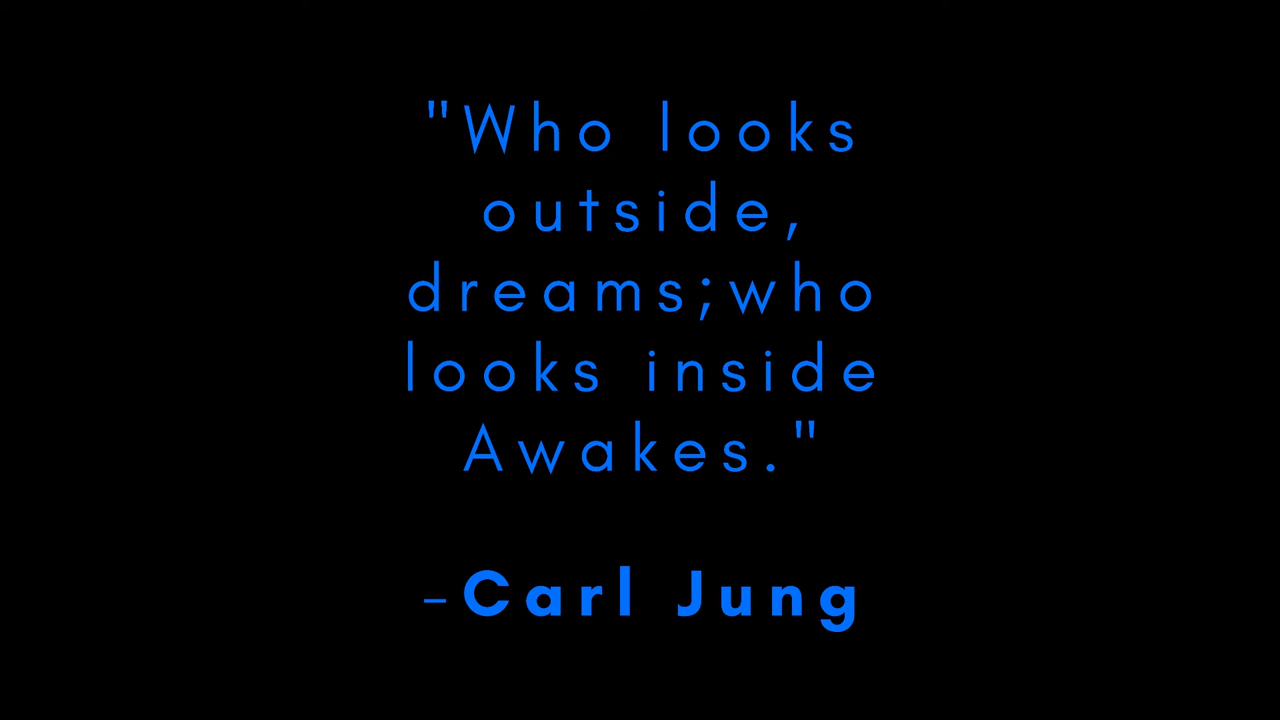 "Who looks
outside,
dreams;who
looks inside
Awakes."
-Carl Jung